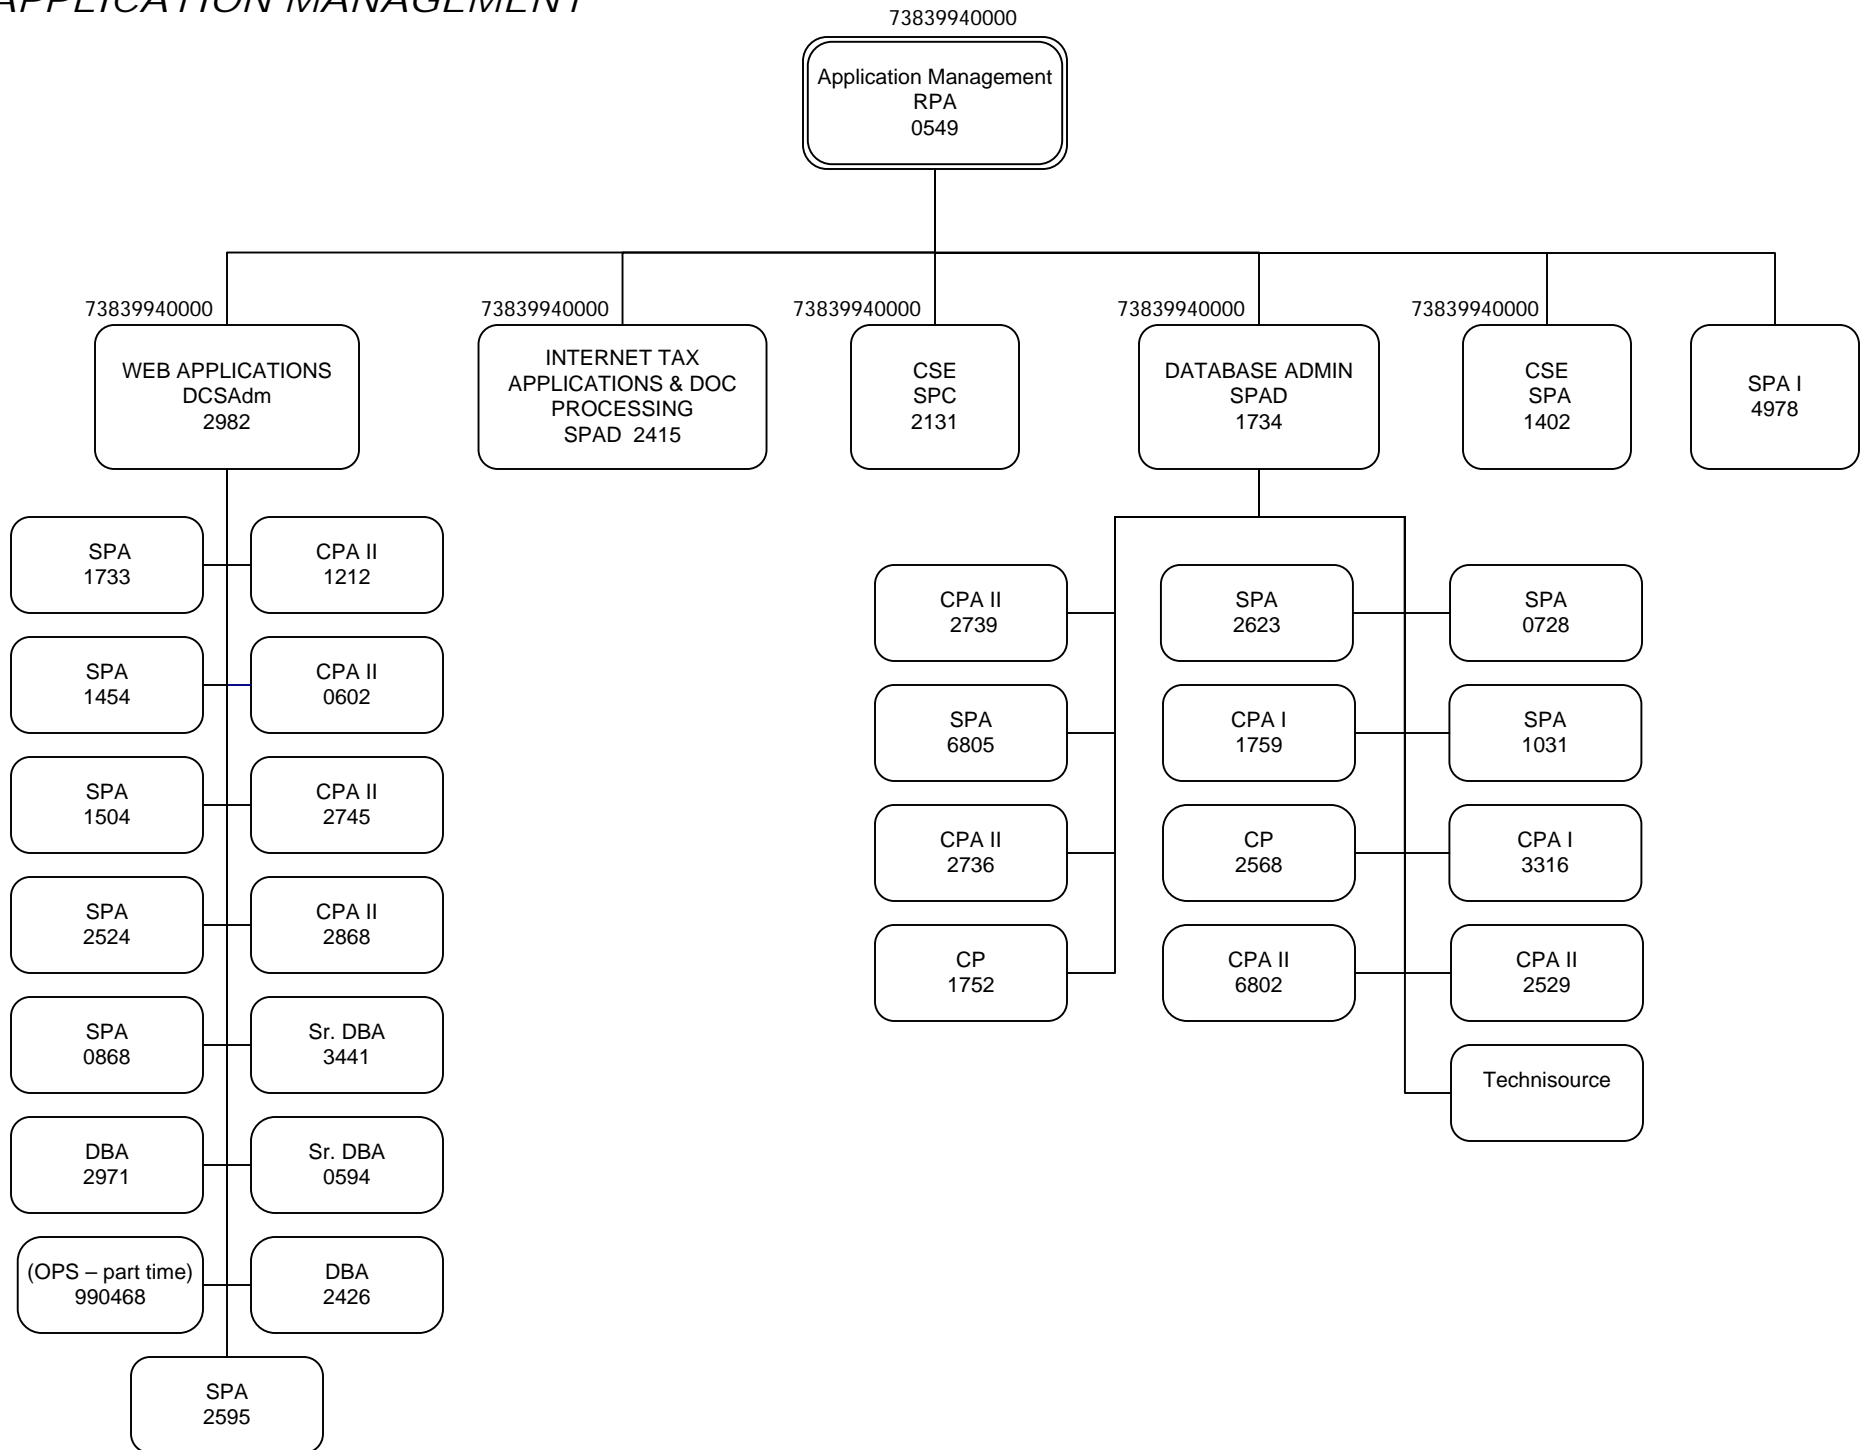 APPLICATION MANAGEMENT
73839940000
Application Management
RPA
0549
73839940000
WEB APPLICATIONS
DCSAdm
2982
73839940000
INTERNET TAX
APPLICATIONS & DOC
PROCESSING
SPAD 2415
73839940000
CSE
SPC
2131
73839940000
DATABASE ADMIN
SPAD
1734
73839940000
CSE
SPA
1402
SPA I
4978
SPA
1733
CPA II
1212
SPA
1454
CPA II
0602
SPA
1504
CPA II
2745
SPA
2524
CPA II
2868
SPA
0868
Sr. DBA
3441
DBA
2971
Sr. DBA
0594
(OPS – part time)
990468
DBA
2426
SPA
2595
CPA II
2739
SPA
2623
SPA
0728
SPA
6805
CPA I
1759
SPA
1031
CPA II
2736
CP
2568
CPA I
3316
CP
1752
CPA II
6802
CPA II
2529
Technisource